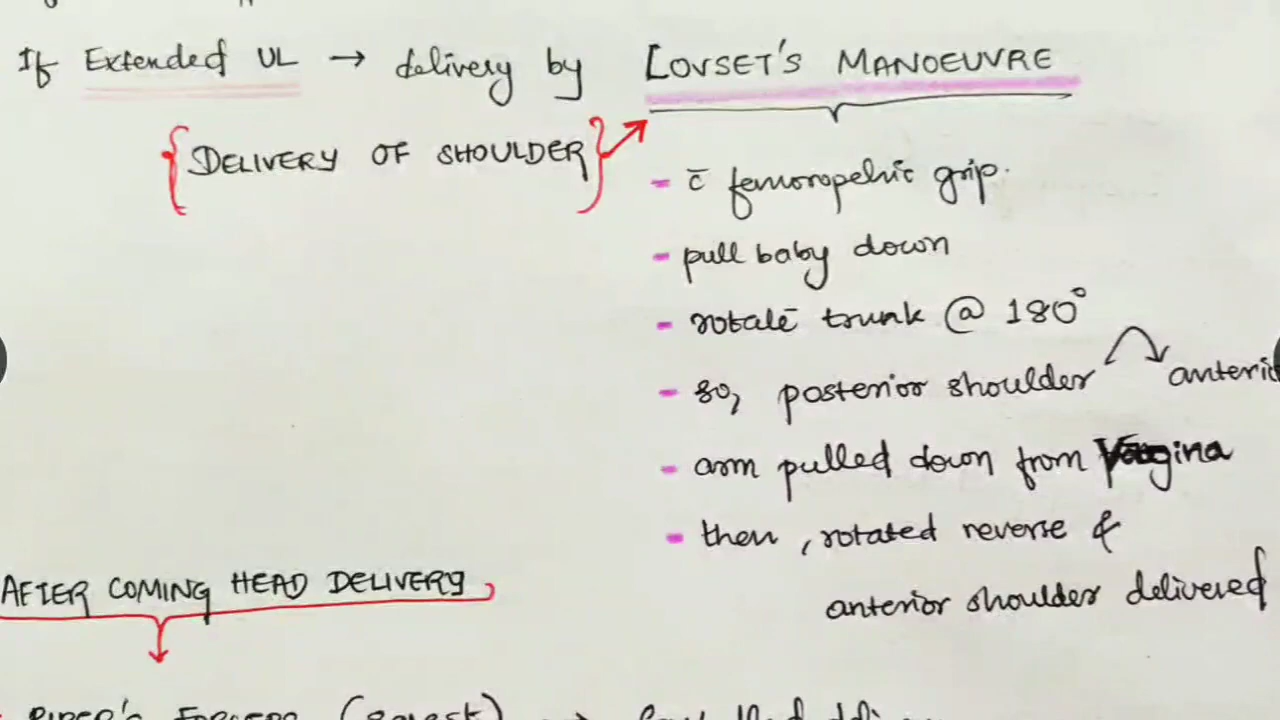 If Extended UL → delivery by LOVSET'S MANOEUVRE
{DELIVERY OF SHOULDER}
- c̄ femoropelvic grip.
- pull baby down
- rotate trunk @ 180°
- so, posterior shoulder anterio
- arm pulled down from Vagina
- then, rotated reverse &
anterior shoulder delivered
AFTER COMING HEAD DELIVERY